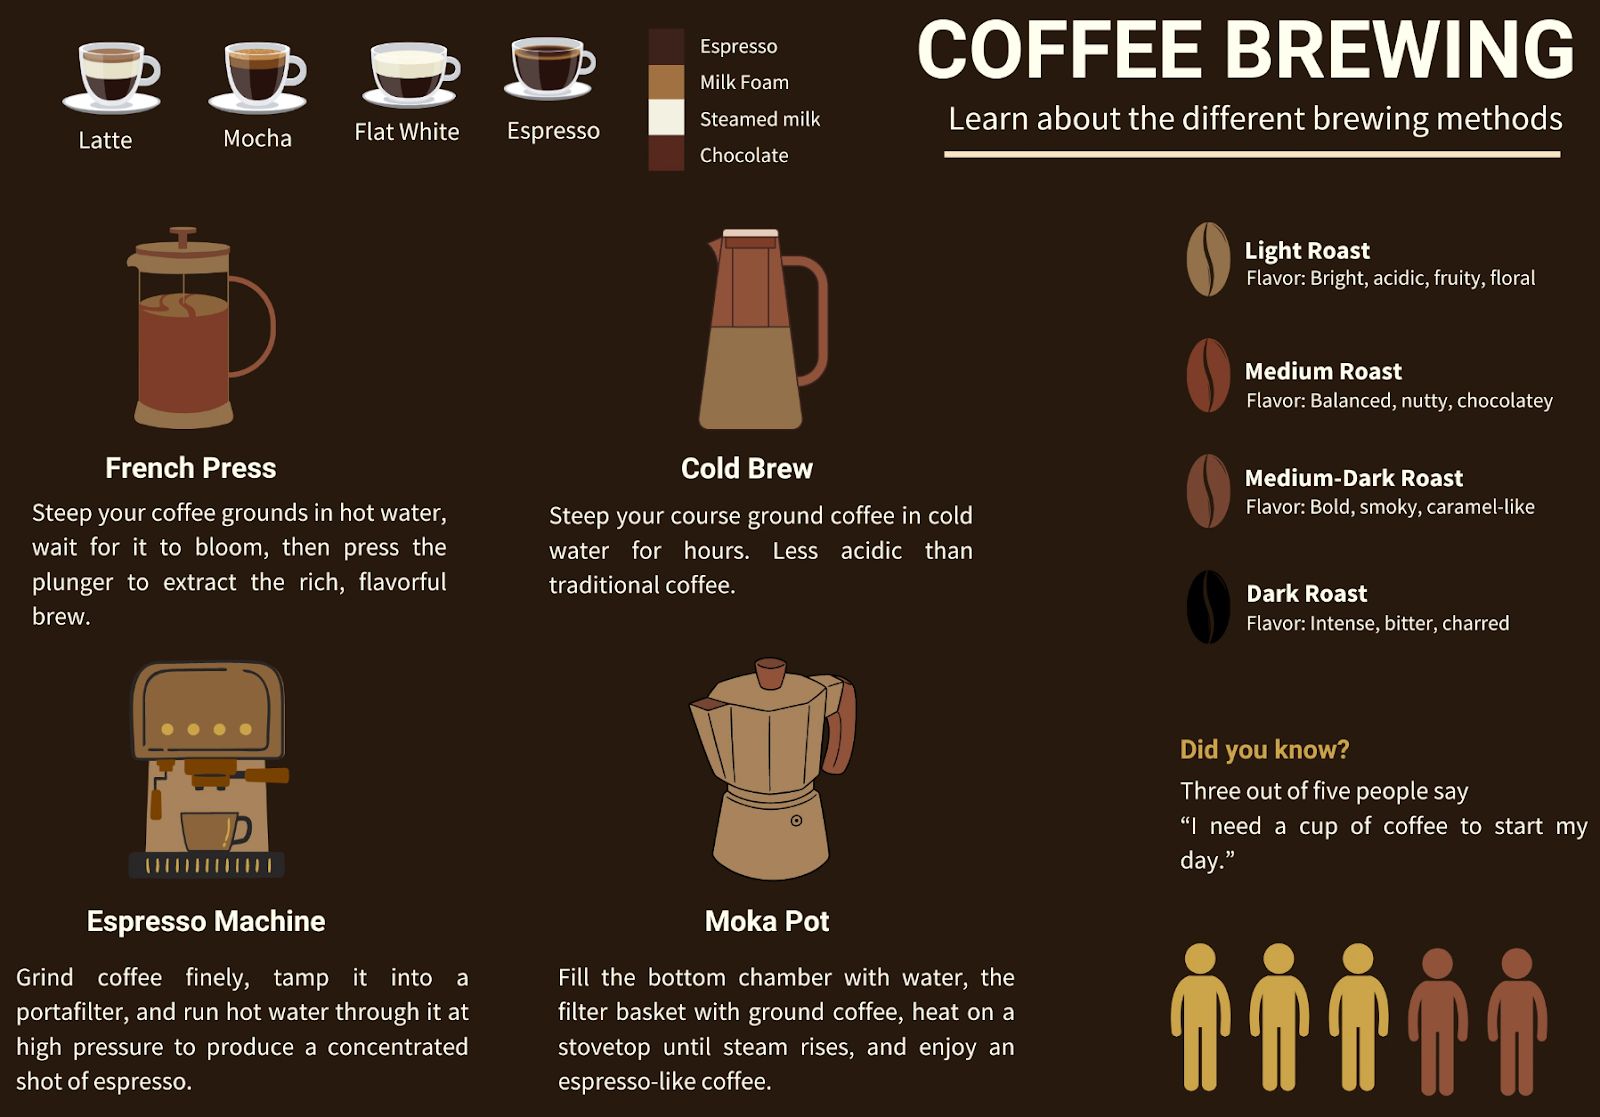 COFFEE BREWING
Learn about the different brewing methods
Latte
Mocha
Flat White
Espresso
Espresso
Milk Foam
Steamed milk
Chocolate
French Press
Steep your coffee grounds in hot water,
wait for it to bloom, then press the
plunger to extract the rich, flavorful
brew.
Cold Brew
Steep your course ground coffee in cold
water for hours. Less acidic than
traditional coffee.
Espresso Machine
Grind coffee finely, tamp it into a
portafilter, and run hot water through it at
high pressure to produce a concentrated
shot of espresso.
Moka Pot
Fill the bottom chamber with water, the
filter basket with ground coffee, heat on a
stovetop until steam rises, and enjoy an
espresso-like coffee.
Light Roast
Flavor: Bright, acidic, fruity, floral
Medium Roast
Flavor: Balanced, nutty, chocolatey
Medium-Dark Roast
Flavor: Bold, smoky, caramel-like
Dark Roast
Flavor: Intense, bitter, charred
Did you know?
Three out of five people say
“I need a cup of coffee to start my
day.”